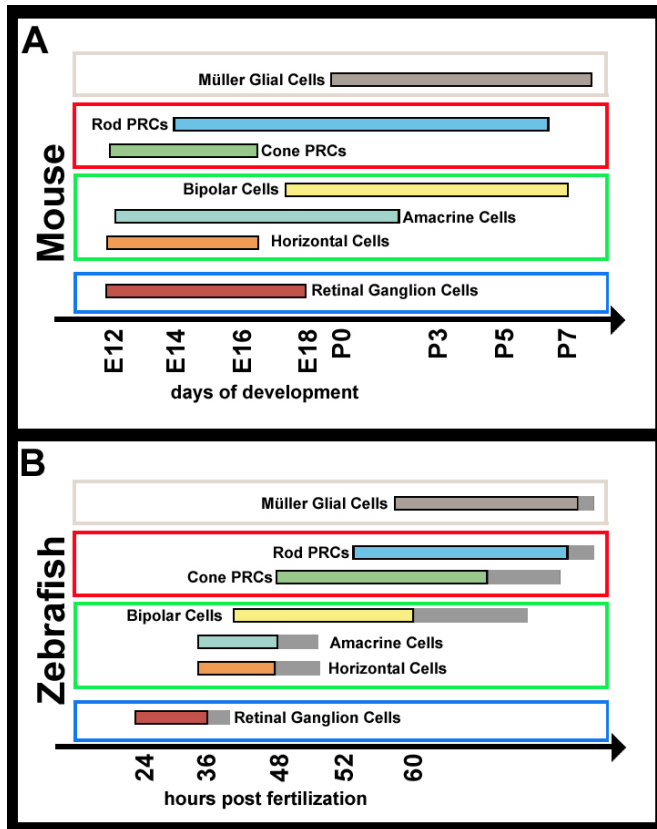 A
Mouse
Müller Glial Cells
Rod PRCs
Cone PRCs
Bipolar Cells
Amacrine Cells
Horizontal Cells
Retinal Ganglion Cells
E12 E14 E16 E18 P0 P3 P5 P7
days of development
B
Zebrafish
Müller Glial Cells
Rod PRCs
Cone PRCs
Bipolar Cells
Amacrine Cells
Horizontal Cells
Retinal Ganglion Cells
24 36 48 52 60
hours post fertilization